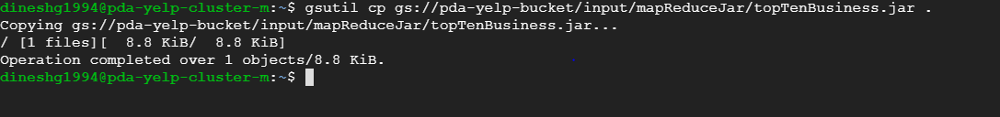 dineshg1994@pda-yelp-cluster-m:~$ gsutil cp gs://pda-yelp-bucket/input/mapReduceJar/topTenBusiness.jar .
Copying gs://pda-yelp-bucket/input/mapReduceJar/topTenBusiness.jar...
/ [1 files][  8.8 KiB/  8.8 KiB]
Operation completed over 1 objects/8.8 KiB.
dineshg1994@pda-yelp-cluster-m:~$